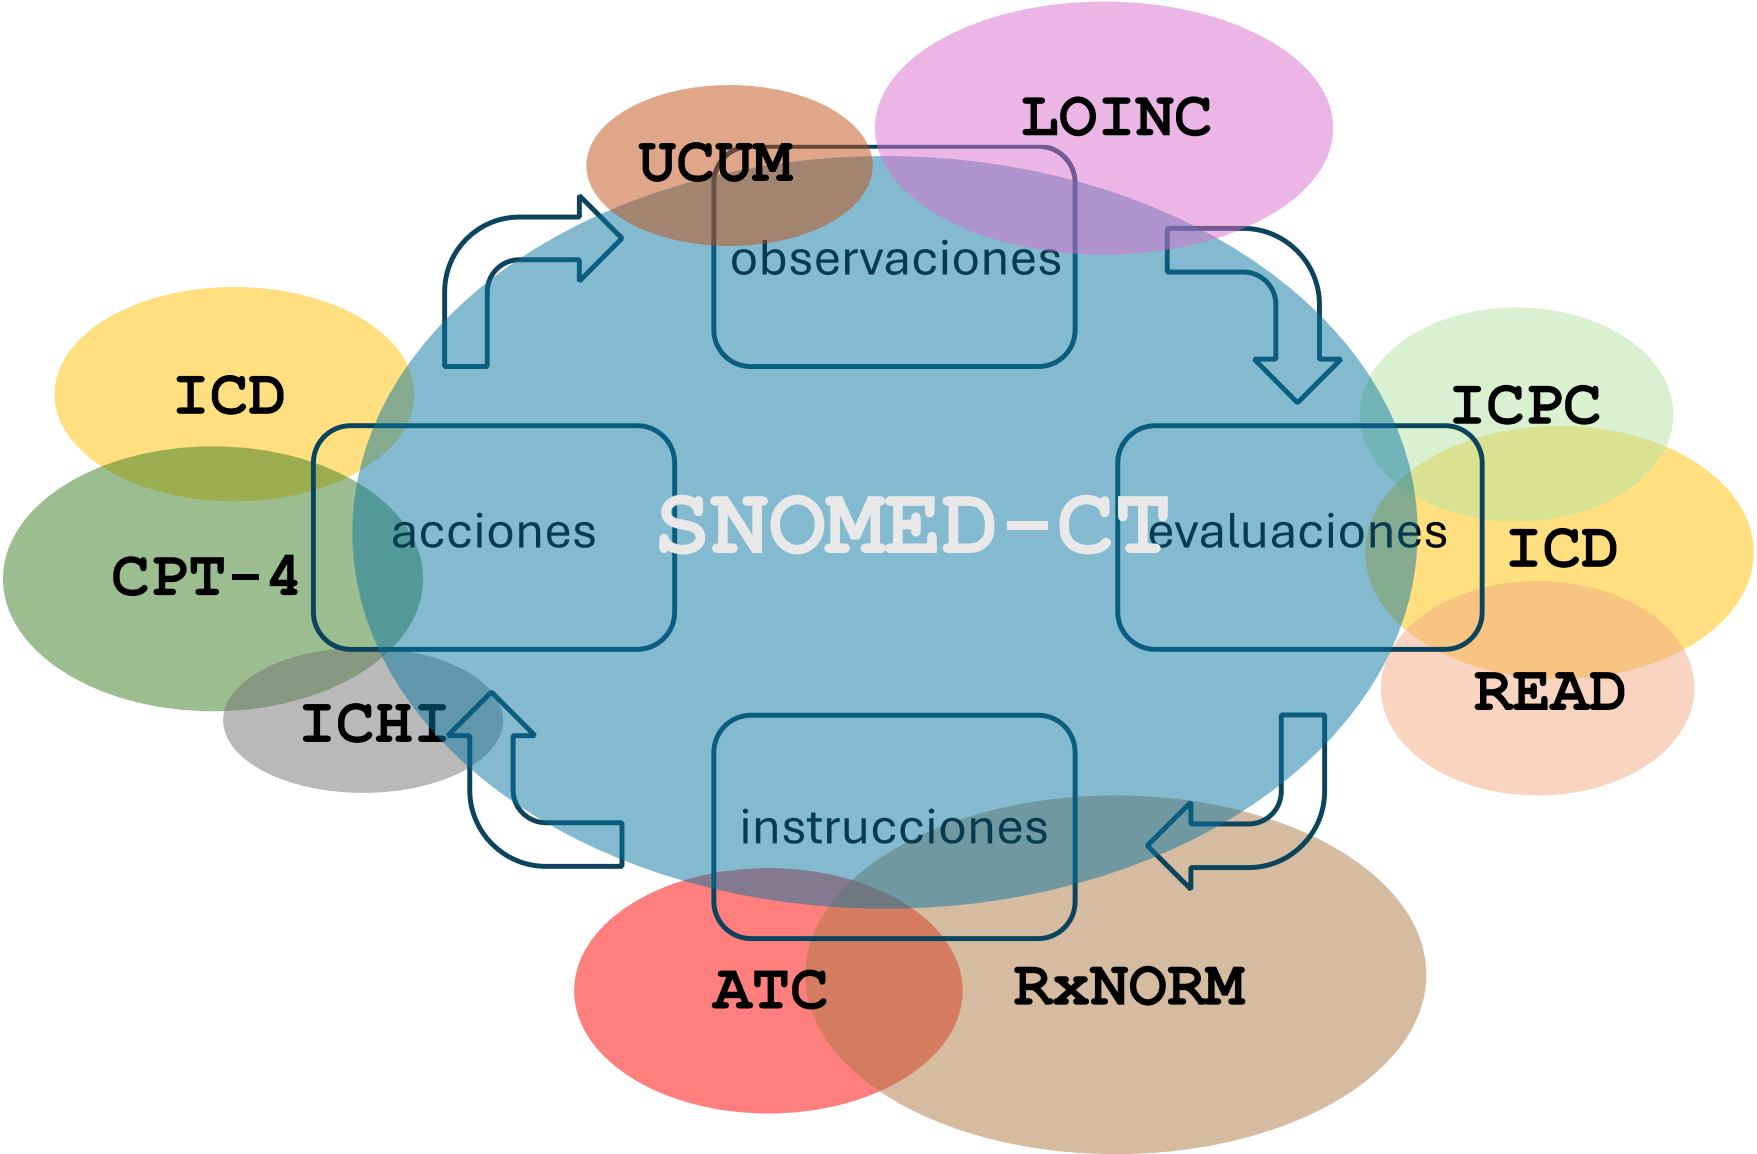 LOINC
UCUM
observaciones
ICD
ICPC
SNOMED-CT
acciones
evaluaciones
ICD
CPT-4
READ
ICHI
instrucciones
ATC
RxNORM